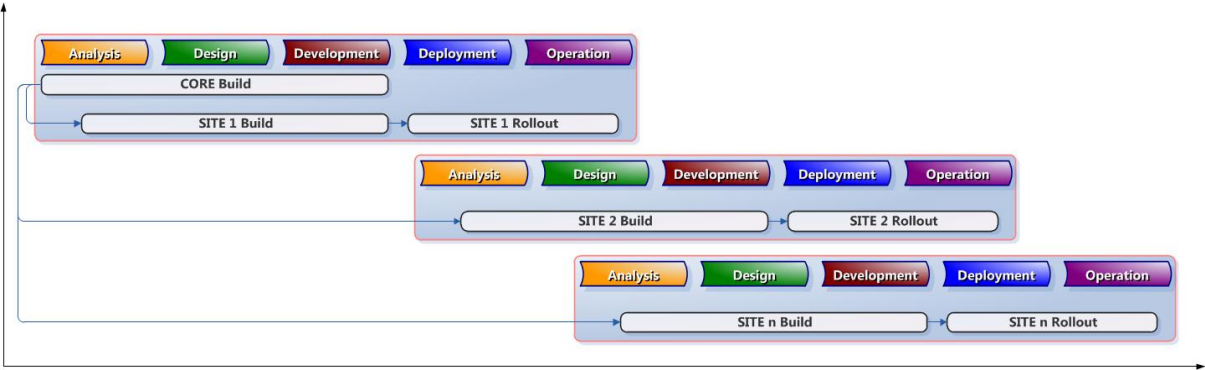 Analysis Design Development Deployment Operation
CORE Build
SITE 1 Build SITE 1 Rollout
Analysis Design Development Deployment Operation
SITE 2 Build SITE 2 Rollout
Analysis Design Development Deployment Operation
SITE n Build SITE n Rollout